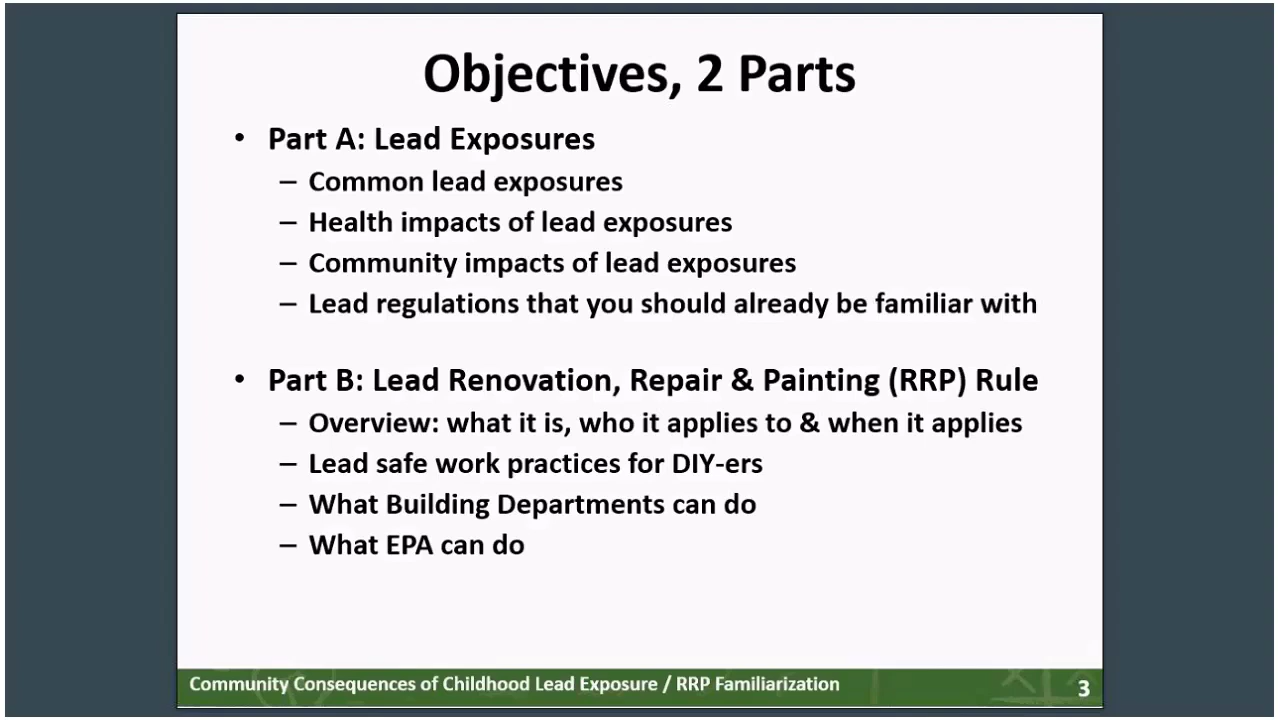 Objectives, 2 Parts
• Part A: Lead Exposures
– Common lead exposures
– Health impacts of lead exposures
– Community impacts of lead exposures
– Lead regulations that you should already be familiar with
• Part B: Lead Renovation, Repair & Painting (RRP) Rule
– Overview: what it is, who it applies to & when it applies
– Lead safe work practices for DIY-ers
– What Building Departments can do
– What EPA can do
Community Consequences of Childhood Lead Exposure / RRP Familiarization
3